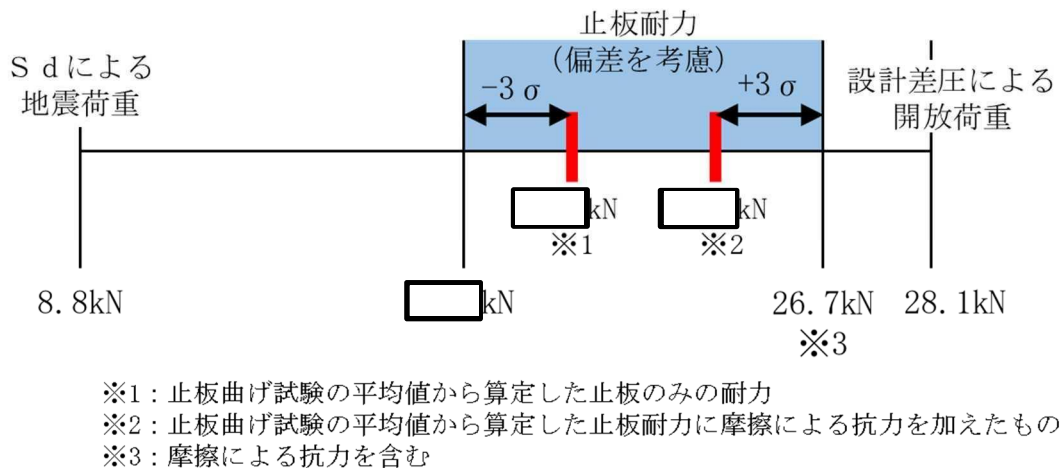 止板耐力
(偏差を考慮)
Ｓｄによる
地震荷重
-3σ
+3σ
設計差圧による
開放荷重
kN
※1
kN
※2
8.8kN
kN
26.7kN
※3
28.1kN
※1：止板曲げ試験の平均値から算定した止板のみの耐力
※2：止板曲げ試験の平均値から算定した止板耐力に摩擦による抗力を加えたもの
※3：摩擦による抗力を含む